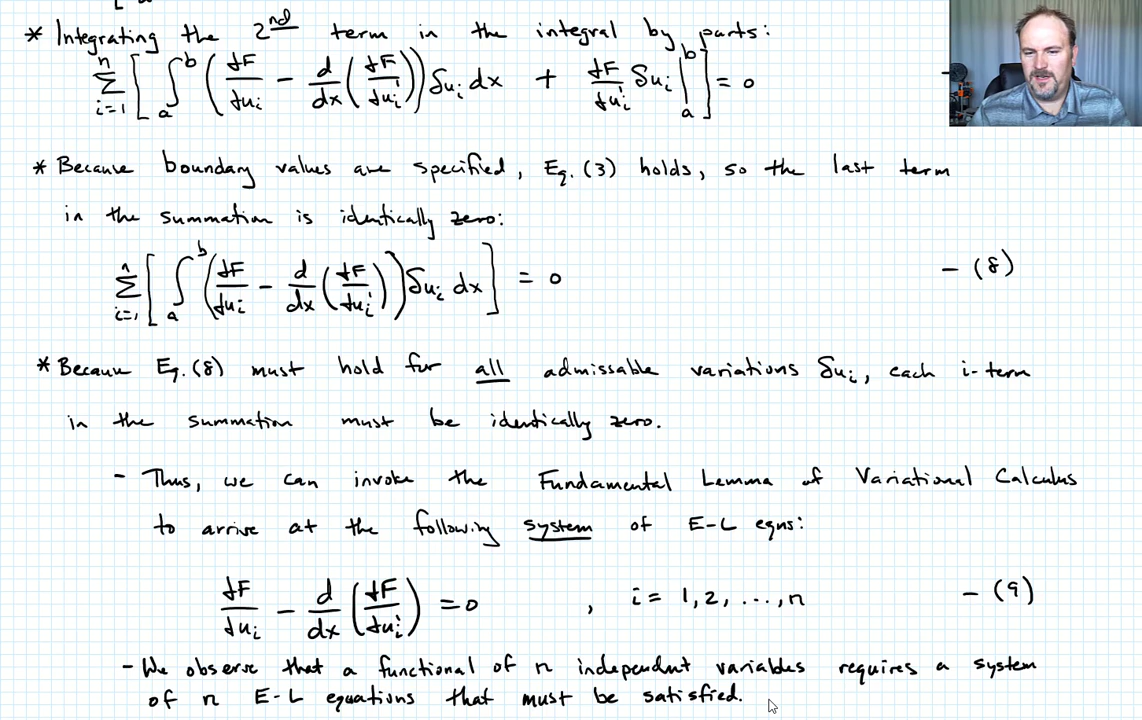 * Integrating the 2nd term in the integral by parts:
∑_{i=1}^{n} [ ∫_a^b ( ∂F/∂u_i − d/dx ( ∂F/∂u_i' ) ) δu_i dx + ∂F/∂u_i' δu_i |_a^b ] = 0
* Because boundary values are specified, Eq. (3) holds, so the last term
in the summation is identically zero:
∑_{i=1}^{n} [ ∫_a^b ( ∂F/∂u_i − d/dx ( ∂F/∂u_i' ) ) δu_i dx ] = 0 − (8)
* Because Eq. (8) must hold for all admissable variations δu_i, each i-term
in the summation must be identically zero.
- Thus, we can invoke the Fundamental Lemma of Variational Calculus
to arrive at the following system of E-L eqns:
∂F/∂u_i − d/dx ( ∂F/∂u_i' ) = 0 , i = 1, 2, ..., n − (9)
- We observe that a functional of n independent variables requires a system
of n E-L equations that must be satisfied.